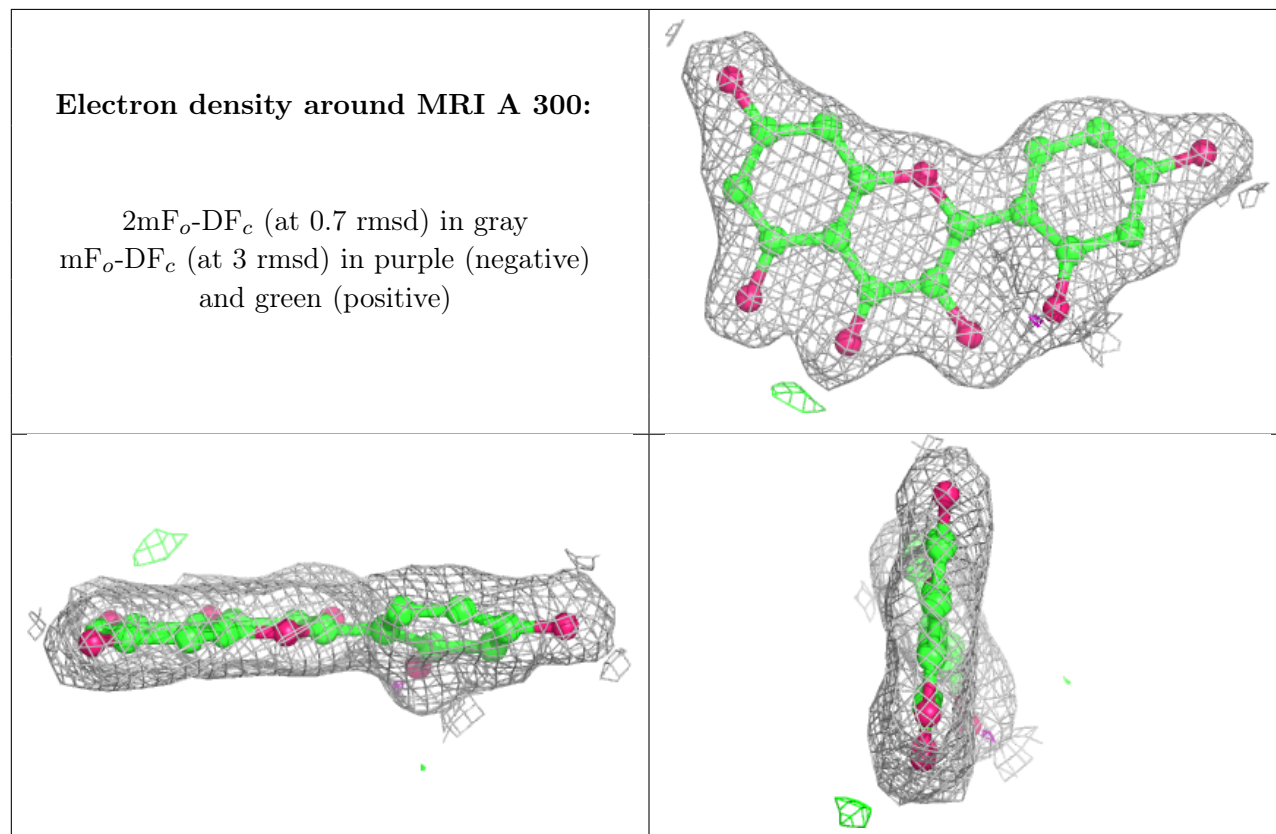 Electron density around MRI A 300:
2mFo-DFc (at 0.7 rmsd) in gray
mFo-DFc (at 3 rmsd) in purple (negative)
and green (positive)